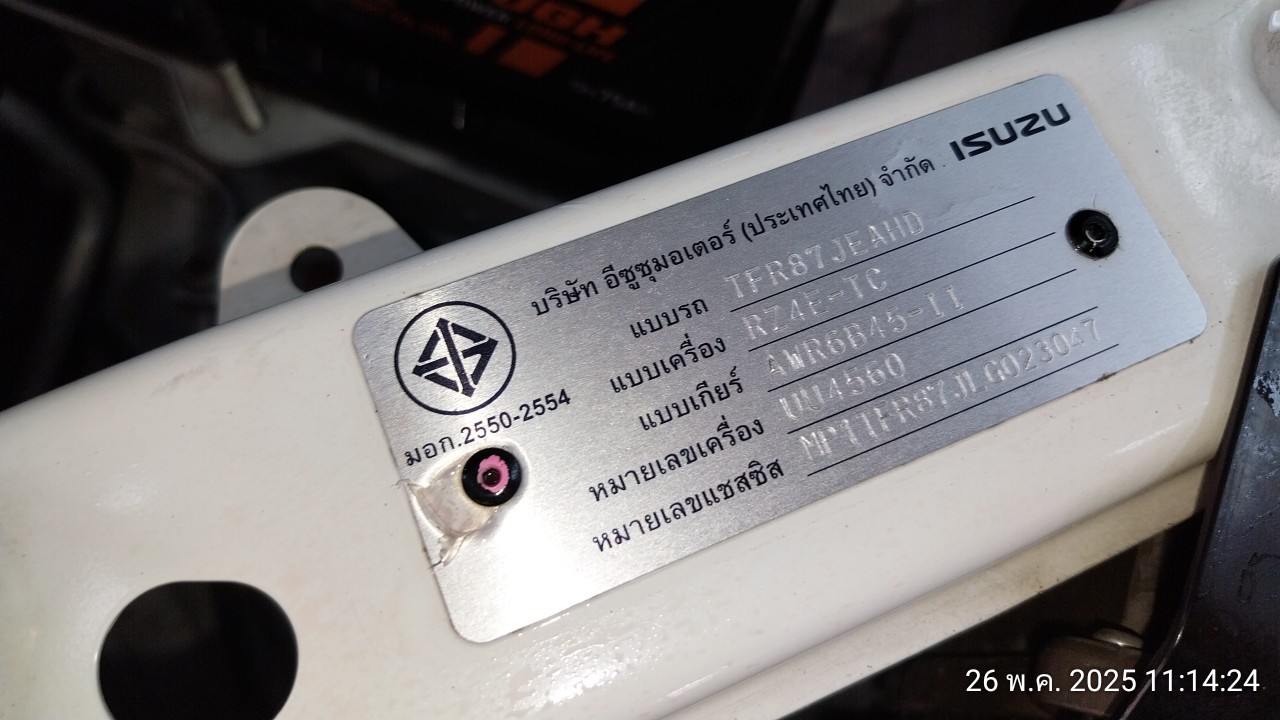 UGH
ISUZU
บริษัท อีซูซุมอเตอร์ (ประเทศไทย) จำกัด
แบบรถ TFR87JEAHD
แบบเครื่อง RZ4E-TC
แบบเกียร์ AWR6B45-II
หมายเลขเครื่อง UU4560
หมายเลขแชสซิส
มอก.2550-2554
26 พ.ค. 2025 11:14:24